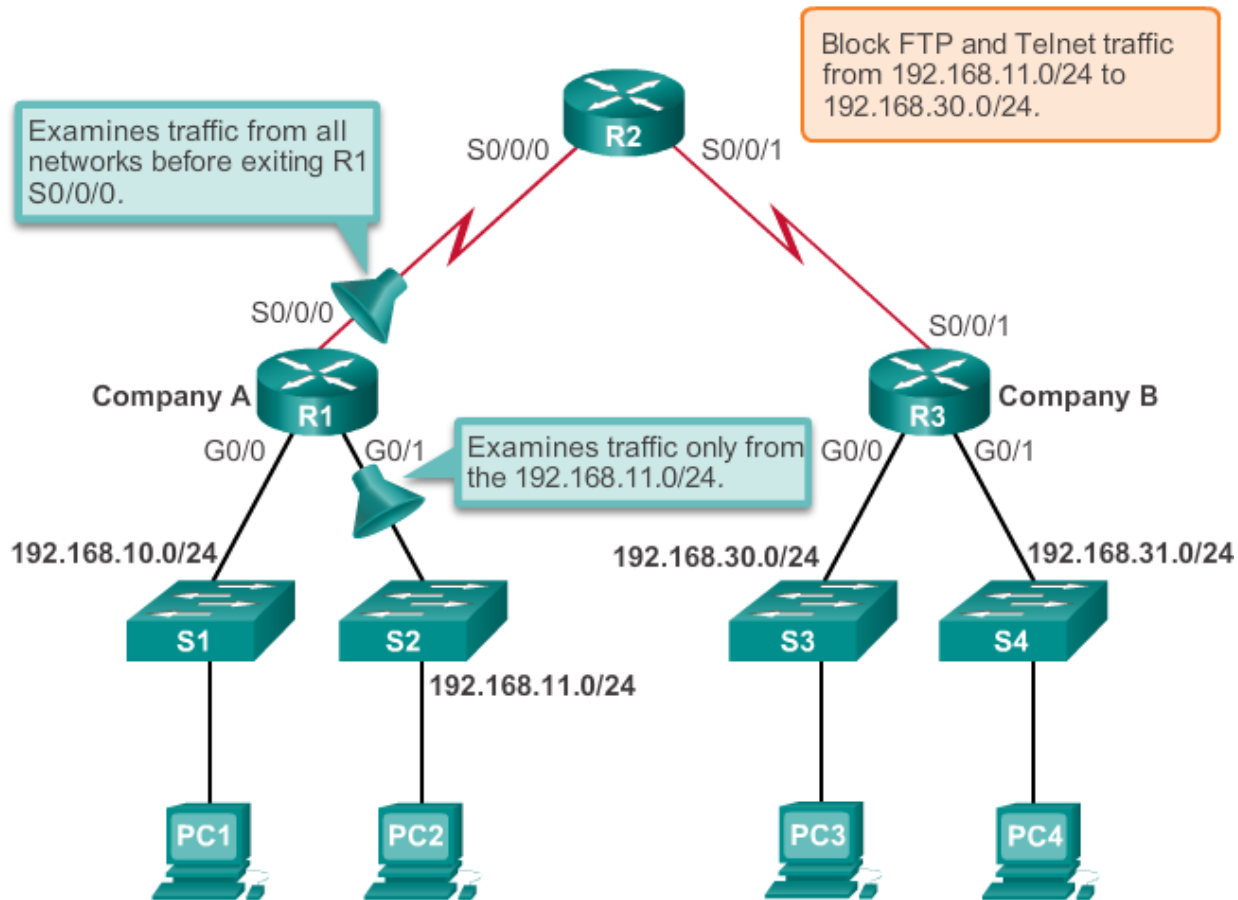 Block FTP and Telnet traffic
from 192.168.11.0/24 to
192.168.30.0/24.
Examines traffic from all
networks before exiting R1
S0/0/0.
R2
S0/0/0
S0/0/1
S0/0/0
S0/0/1
Company A
R1
R3
Company B
G0/0
G0/1
Examines traffic only from
the 192.168.11.0/24.
G0/0
G0/1
192.168.10.0/24
192.168.30.0/24
192.168.31.0/24
S1
S2
S3
S4
192.168.11.0/24
PC1
PC2
PC3
PC4